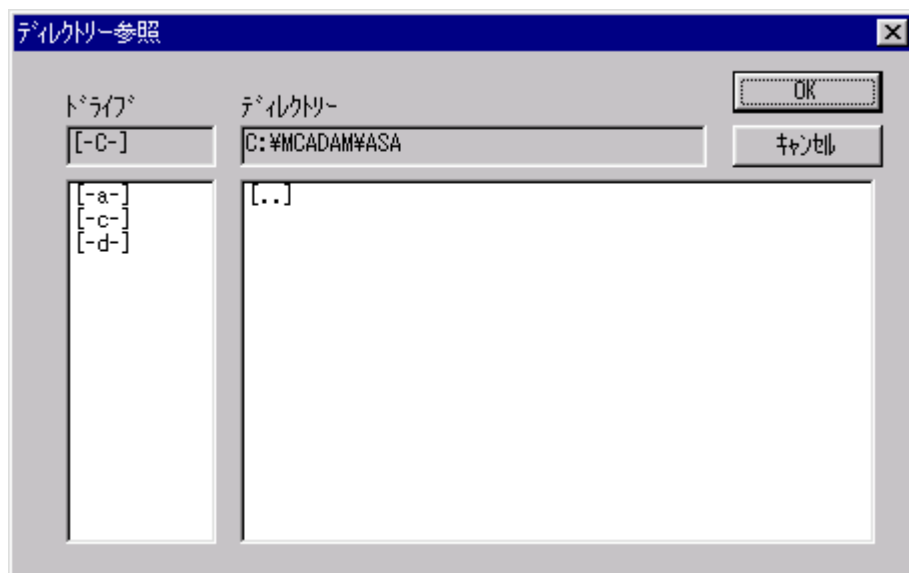 ﾃﾞｨﾚｸﾄﾘｰ参照
ﾄﾞﾗｲﾌﾞ
ﾃﾞｨﾚｸﾄﾘｰ
OK
[-C-]
C:¥MCADAM¥ASA
ｷｬﾝｾﾙ
[-a-]
[-c-]
[-d-]
[..]